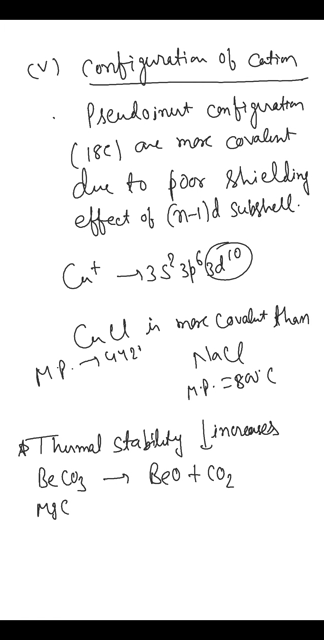 (V) Configuration of Cation
. Pseudoinert configuration
(18e) are more covalent
due to poor shielding
effect of (n-1)d subshell.
Cu⁺ → 3s² 3p⁶ 3d¹⁰
CuCl is more covalent than
M.P. → 442° NaCl
M.P. = 800°C
* Thermal stability ↓ increases
BeCO₃ → BeO + CO₂
MgC